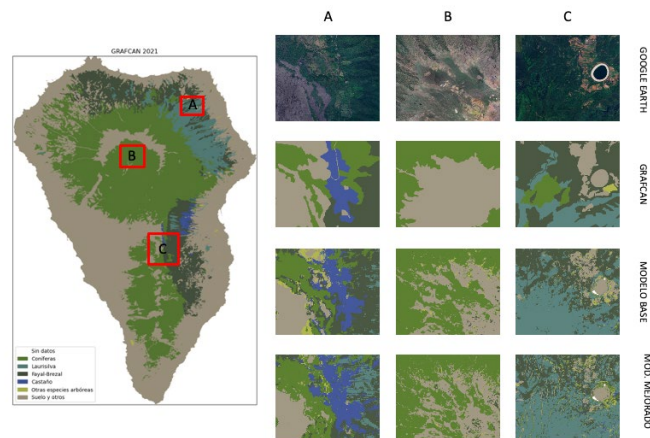 A B C
GRAFCAN 2021
A
B
C
Sin datos
Coníferas
Laurisilva
Fayal-Brezal
Castaño
Otras especies arbóreas
Suelo y otros
GOOGLE EARTH
GRAFCAN
MODELO BASE
MOD. MEJORADO